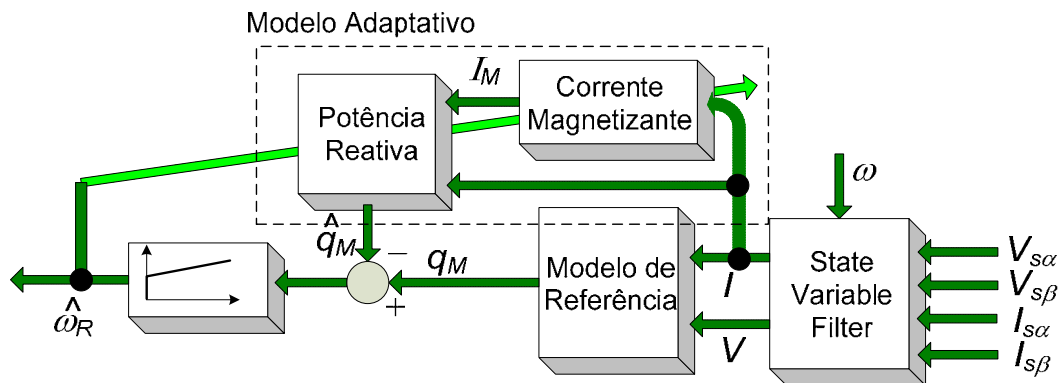 Modelo Adaptativo
I_M
Corrente
Magnetizante
Potência
Reativa
ω
q̂_M
−
q_M
+
Modelo de
Referência
I
V
State
Variable
Filter
V_sα
V_sβ
I_sα
I_sβ
ω̂_R